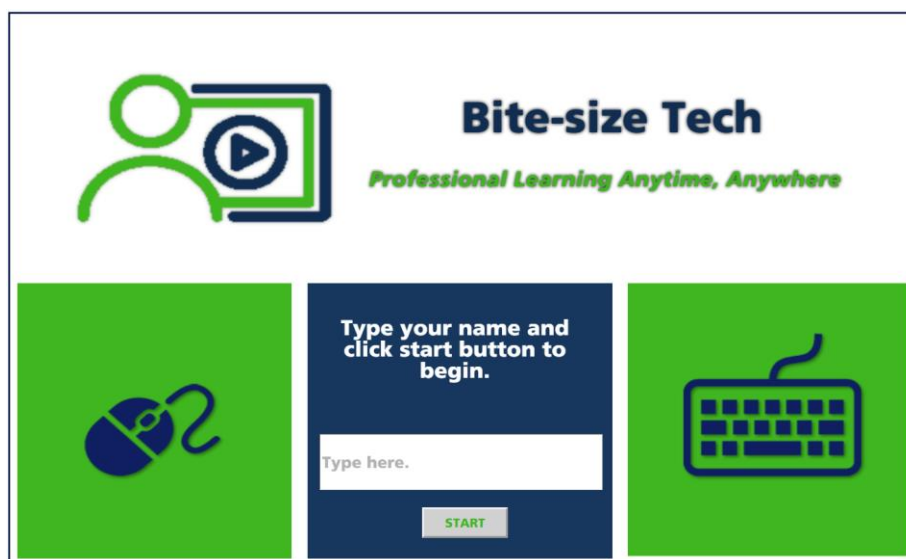 Bite-size Tech
Professional Learning Anytime, Anywhere
Type your name and
click start button to
begin.
Type here.
START